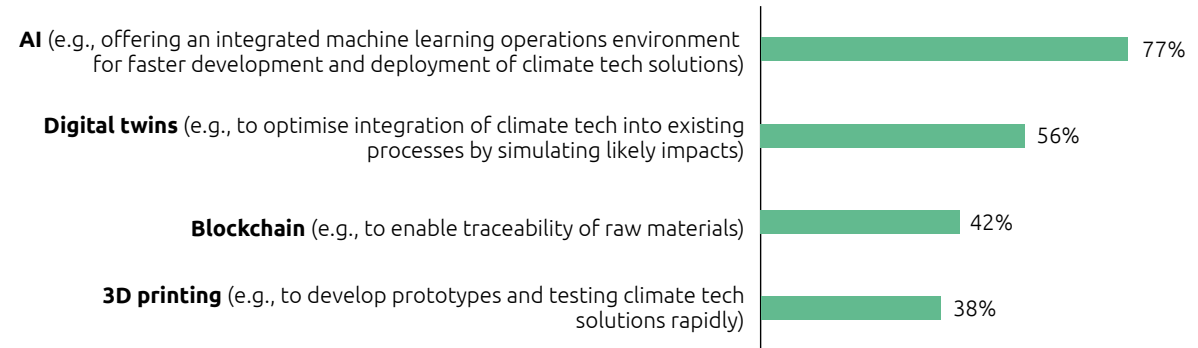 AI (e.g., offering an integrated machine learning operations environment
for faster development and deployment of climate tech solutions)
77%
Digital twins (e.g., to optimise integration of climate tech into existing
processes by simulating likely impacts)
56%
Blockchain (e.g., to enable traceability of raw materials)
42%
3D printing (e.g., to develop prototypes and testing climate tech
solutions rapidly)
38%